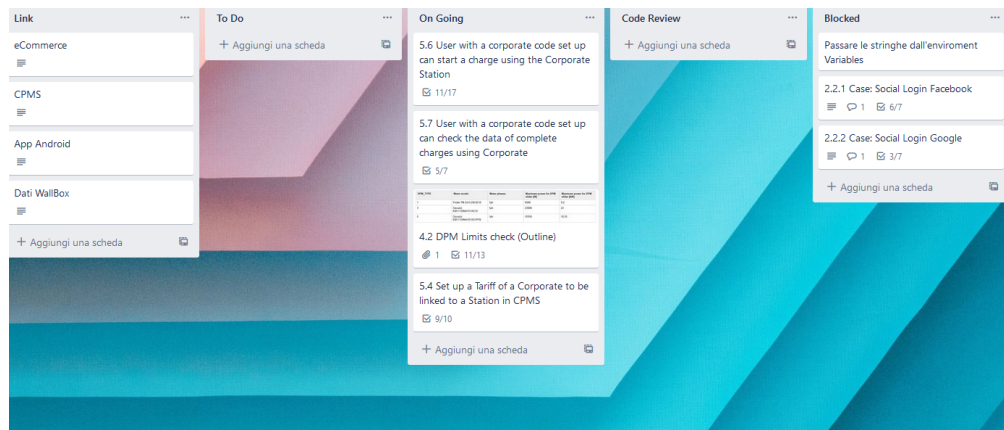 Link
eCommerce
CPMS
App Android
Dati WallBox
+ Aggiungi una scheda
To Do
+ Aggiungi una scheda
On Going
5.6 User with a corporate code set up
can start a charge using the Corporate
Station
11/17
5.7 User with a corporate code set up
can check the data of complete
charges using Corporate
5/7
4.2 DPM Limits check (Outline)
1 11/13
5.4 Set up a Tariff of a Corporate to be
linked to a Station in CPMS
9/10
+ Aggiungi una scheda
Code Review
+ Aggiungi una scheda
Blocked
Passare le stringhe dall'enviroment
Variables
2.2.1 Case: Social Login Facebook
1 6/7
2.2.2 Case: Social Login Google
1 3/7
+ Aggiungi una scheda